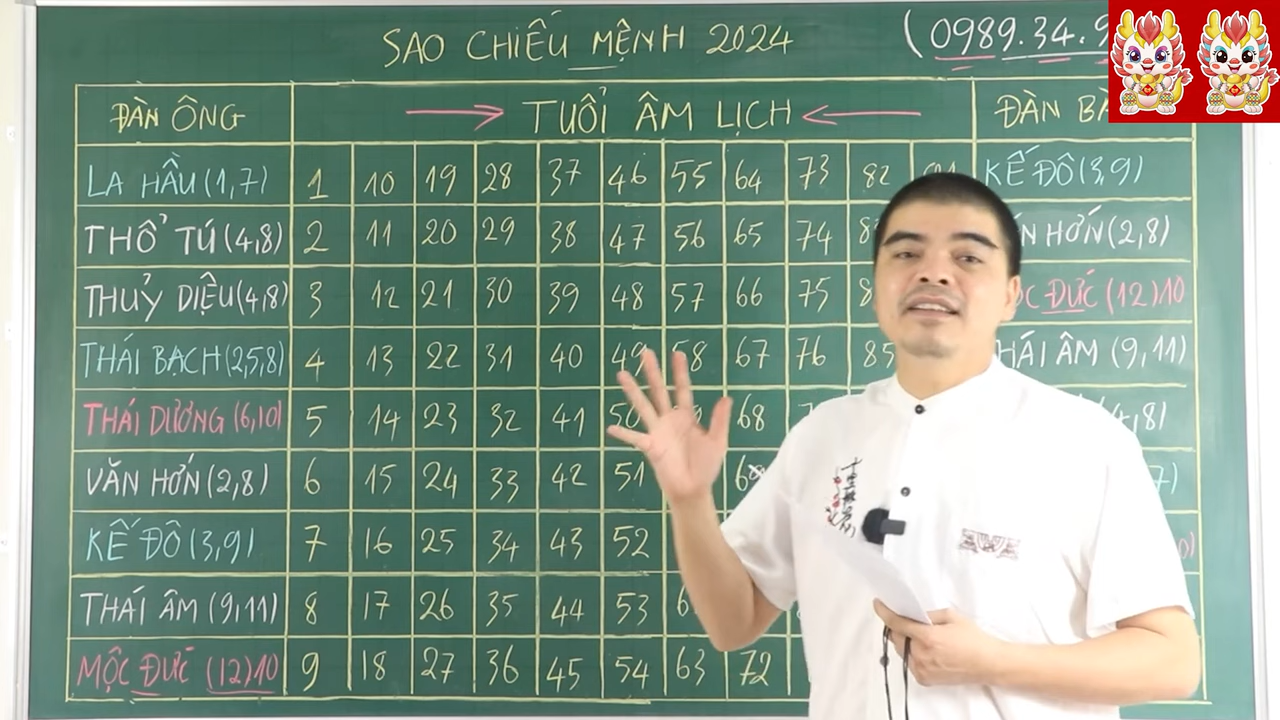 SAO CHIẾU MỆNH 2024 (0989.34.9
ĐÀN ÔNG → TUỔI ÂM LỊCH ← ĐÀN BÀ
LA HẦU (1,7) 1 10 19 28 37 46 55 64 73 82 KẾ ĐÔ (3,9)
THỔ TÚ (4,8) 2 11 20 29 38 47 56 65 74 HỚN (2,8)
THUỶ DIỆU (4,8) 3 12 21 30 39 48 57 66 75 ĐỨC (12) 10
THÁI BẠCH (2,5,8) 4 13 22 31 40 49 58 67 76 85 THÁI ÂM (9,11)
THÁI DƯƠNG (6,10) 5 14 23 32 41 50 68 4,8)
VĂN HỚN (2,8) 6 15 24 33 42 51 7)
KẾ ĐÔ (3,9) 7 16 25 34 43 52
THÁI ÂM (9,11) 8 17 26 35 44 53
MỘC ĐỨC (12) 10 9 18 27 36 45 54 63 72